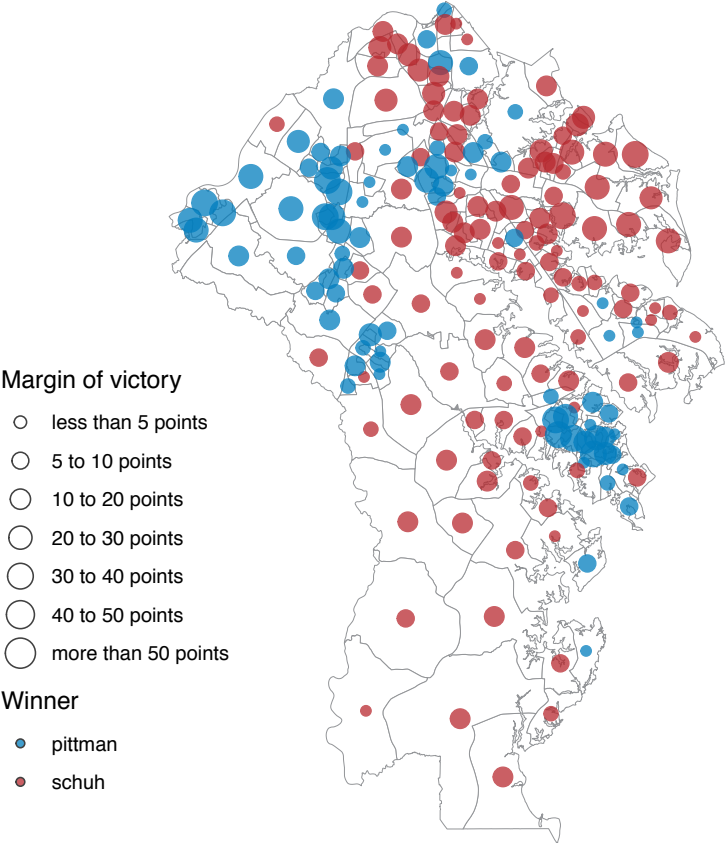 Margin of victory
less than 5 points
5 to 10 points
10 to 20 points
20 to 30 points
30 to 40 points
40 to 50 points
more than 50 points
Winner
pittman
schuh